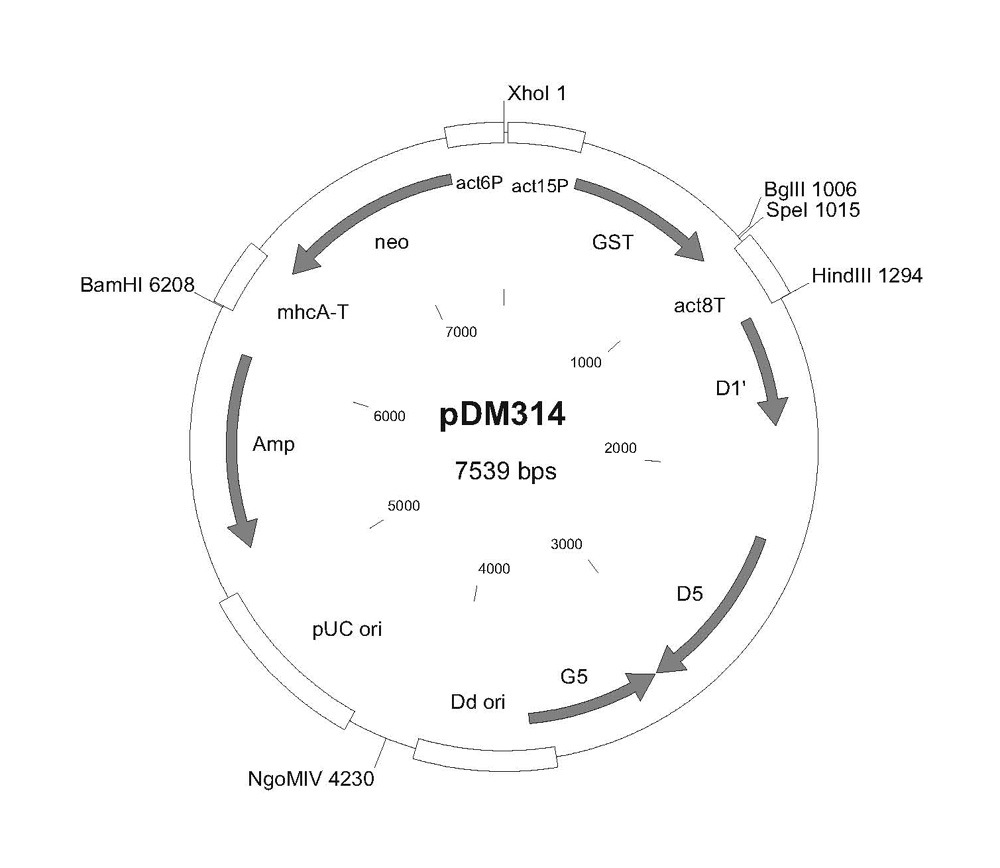 XhoI 1
act6P
act15P
BglII 1006
SpeI 1015
neo
GST
HindIII 1294
BamHI 6208
mhcA-T
act8T
7000
1000
D1'
6000
pDM314
Amp
2000
7539 bps
5000
3000
4000
D5
pUC ori
G5
Dd ori
NgoMIV 4230